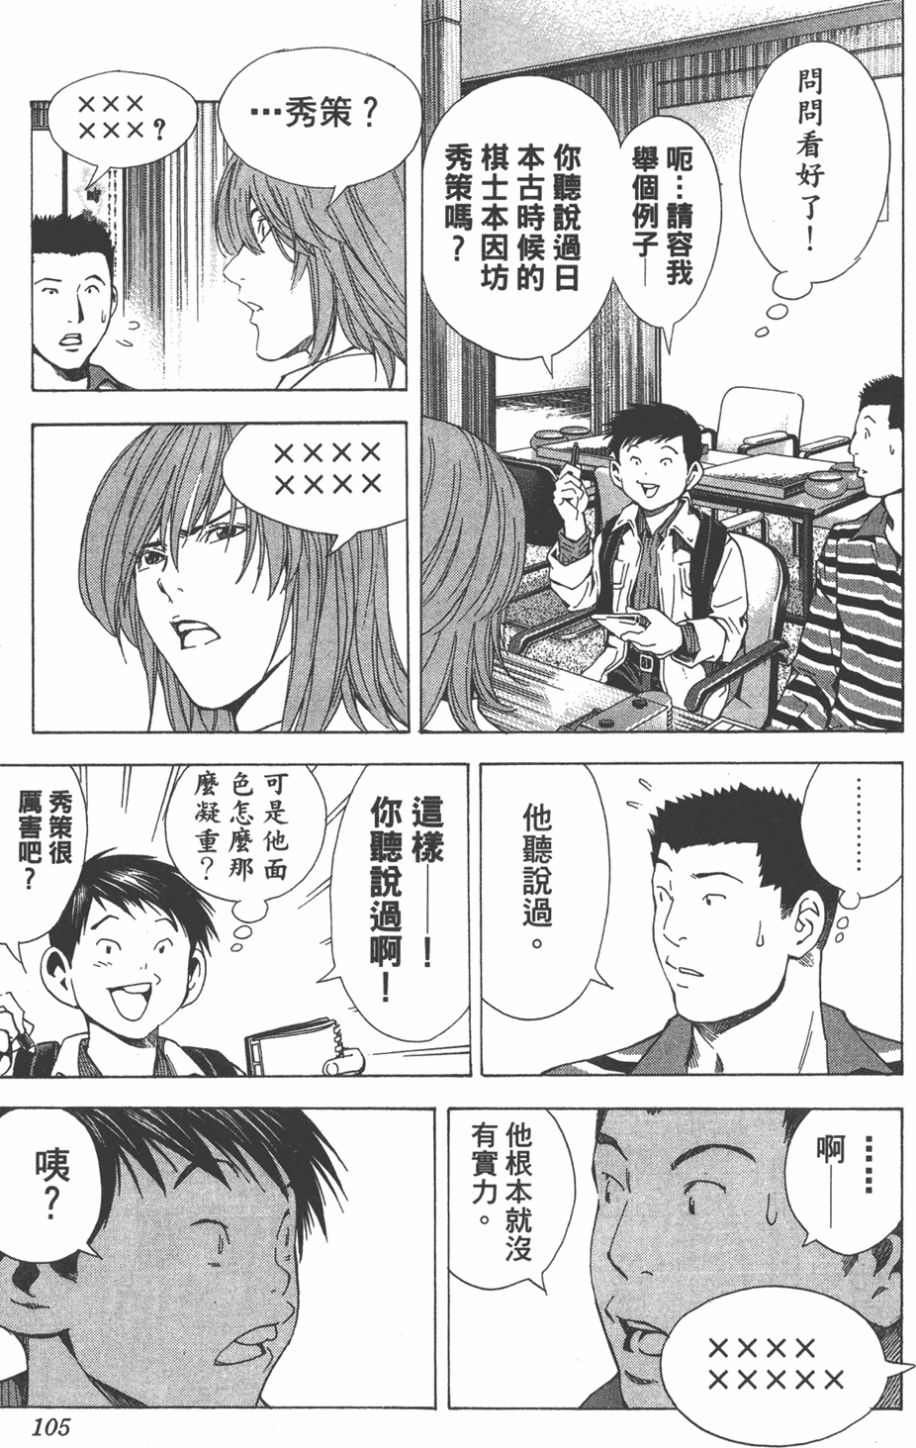 問問看好了！
呃…請容我
舉個例子—
你聽說過日
本古時候的
棋士本因坊
秀策嗎？
…秀策？
×××
×××？
××××
××××
………
他聽說過。
這樣——！
你聽說過啊！
可是他面
色怎麼那
麼凝重？
秀策很
厲害吧？
……
啊——
他根本就沒
有實力。
××××
×××××
咦？
105